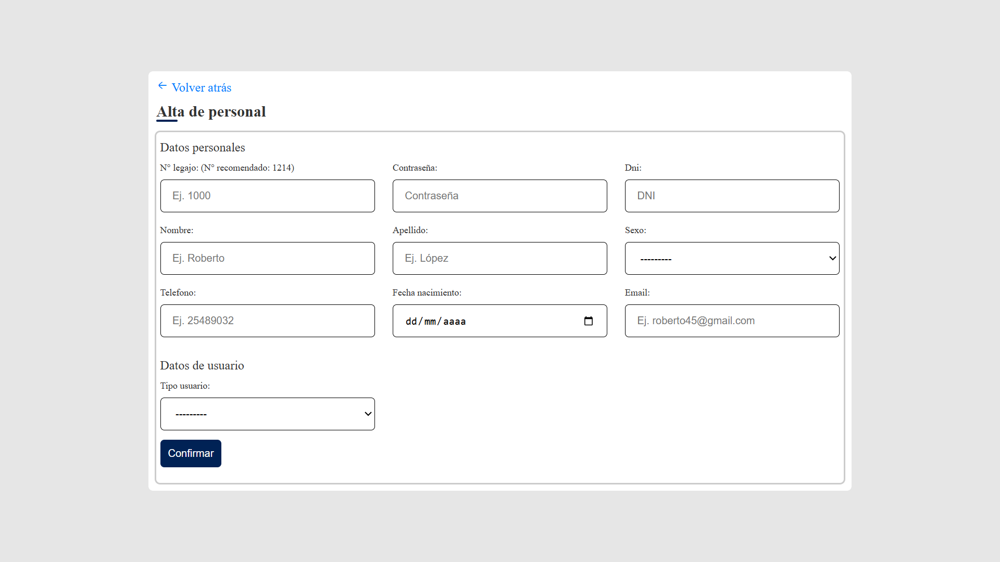 Volver atrás
Alta de personal
Datos personales
N° legajo: (N° recomendado: 1214)
Contraseña:
Dni:
Ej. 1000
Contraseña
DNI
Nombre:
Apellido:
Sexo:
Ej. Roberto
Ej. López
---------
Telefono:
Fecha nacimiento:
Email:
Ej. 25489032
dd/mm/aaaa
Ej. roberto45@gmail.com
Datos de usuario
Tipo usuario:
---------
Confirmar